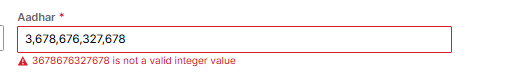 Aadhar *
3,678,676,327,678
3678676327678 is not a valid integer value